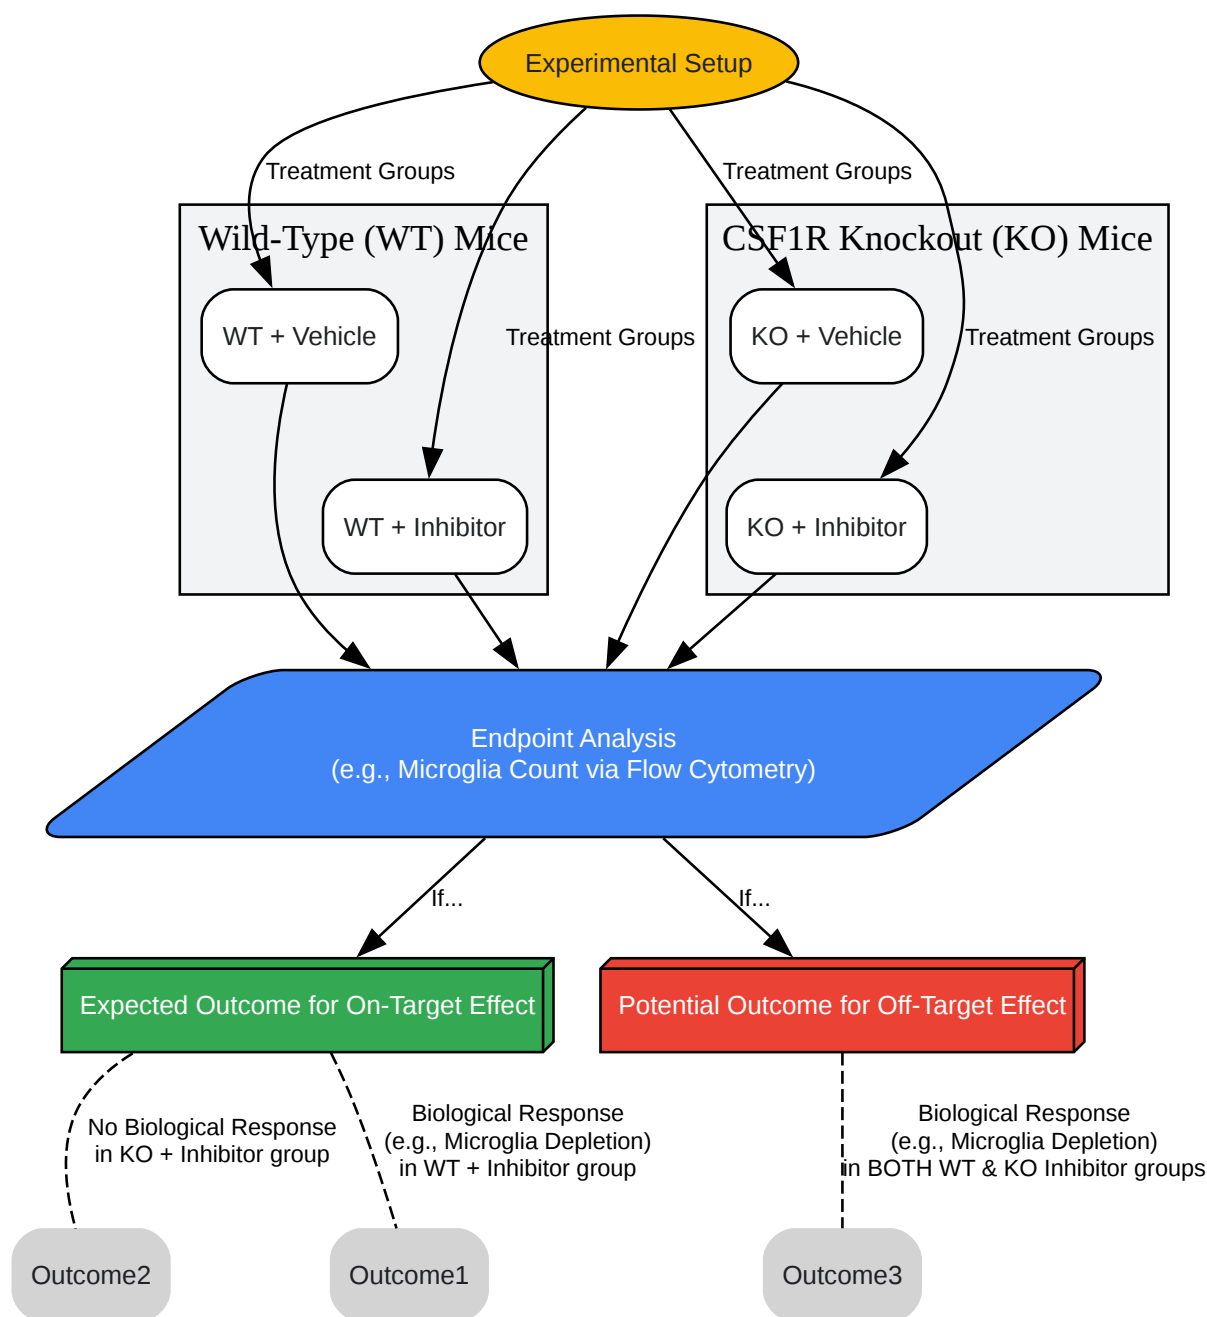 Experimental Setup
Treatment Groups
Treatment Groups
Wild-Type (WT) Mice
CSF1R Knockout (KO) Mice
WT + Vehicle
Treatment Groups
KO + Vehicle
Treatment Groups
WT + Inhibitor
KO + Inhibitor
Endpoint Analysis
(e.g., Microglia Count via Flow Cytometry)
If...
If...
Expected Outcome for On-Target Effect
Potential Outcome for Off-Target Effect
No Biological Response
in KO + Inhibitor group
Biological Response
(e.g., Microglia Depletion)
in WT + Inhibitor group
Biological Response
(e.g., Microglia Depletion)
in BOTH WT & KO Inhibitor groups
Outcome2
Outcome1
Outcome3